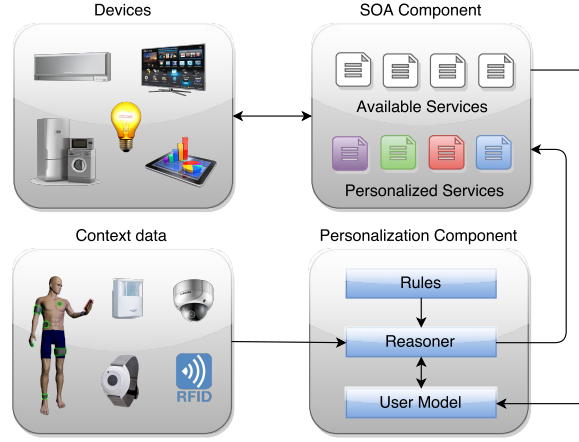 Devices
SOA Component
Available Services
Personalized Services
Context data
Personalization Component
Rules
Reasoner
User Model
RFID